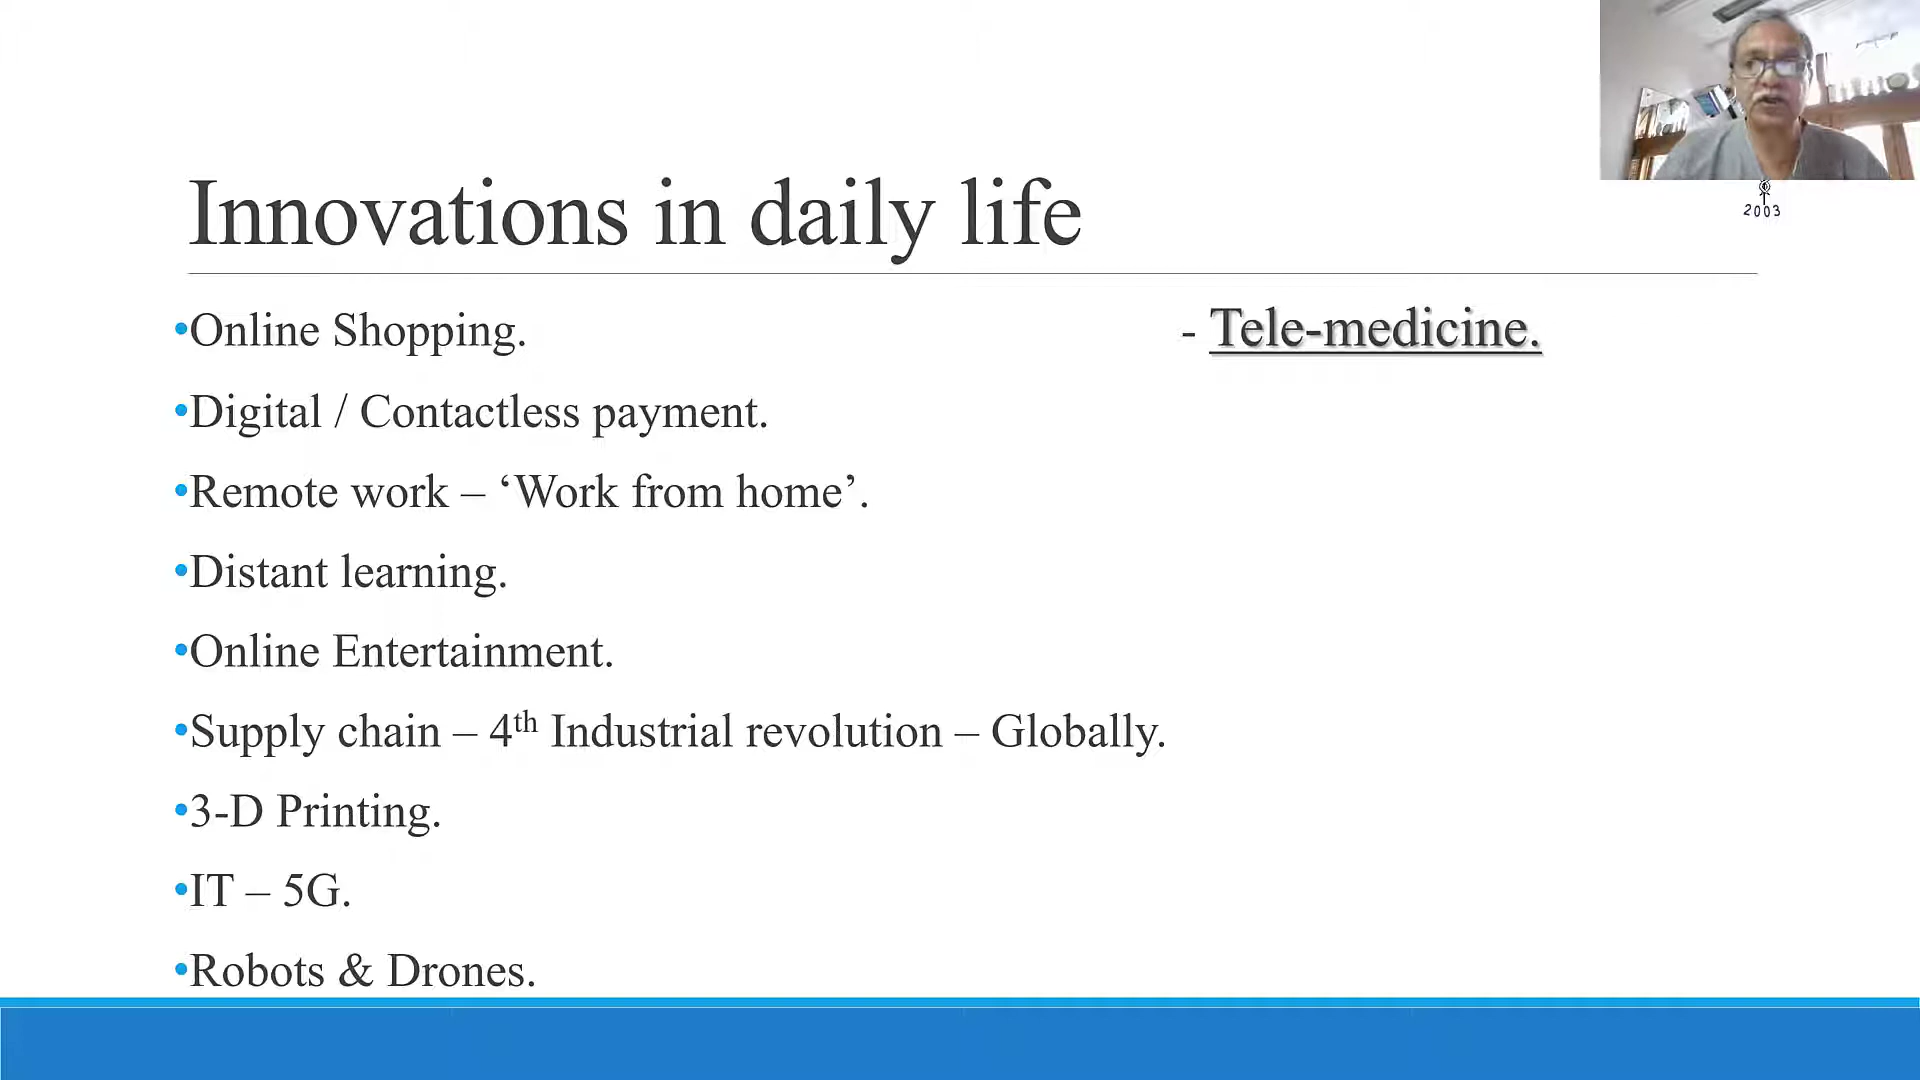 Innovations in daily life
2003
•Online Shopping.
- Tele-medicine.
•Digital / Contactless payment.
•Remote work – ‘Work from home’.
•Distant learning.
•Online Entertainment.
•Supply chain – 4th Industrial revolution – Globally.
•3-D Printing.
•IT – 5G.
•Robots & Drones.